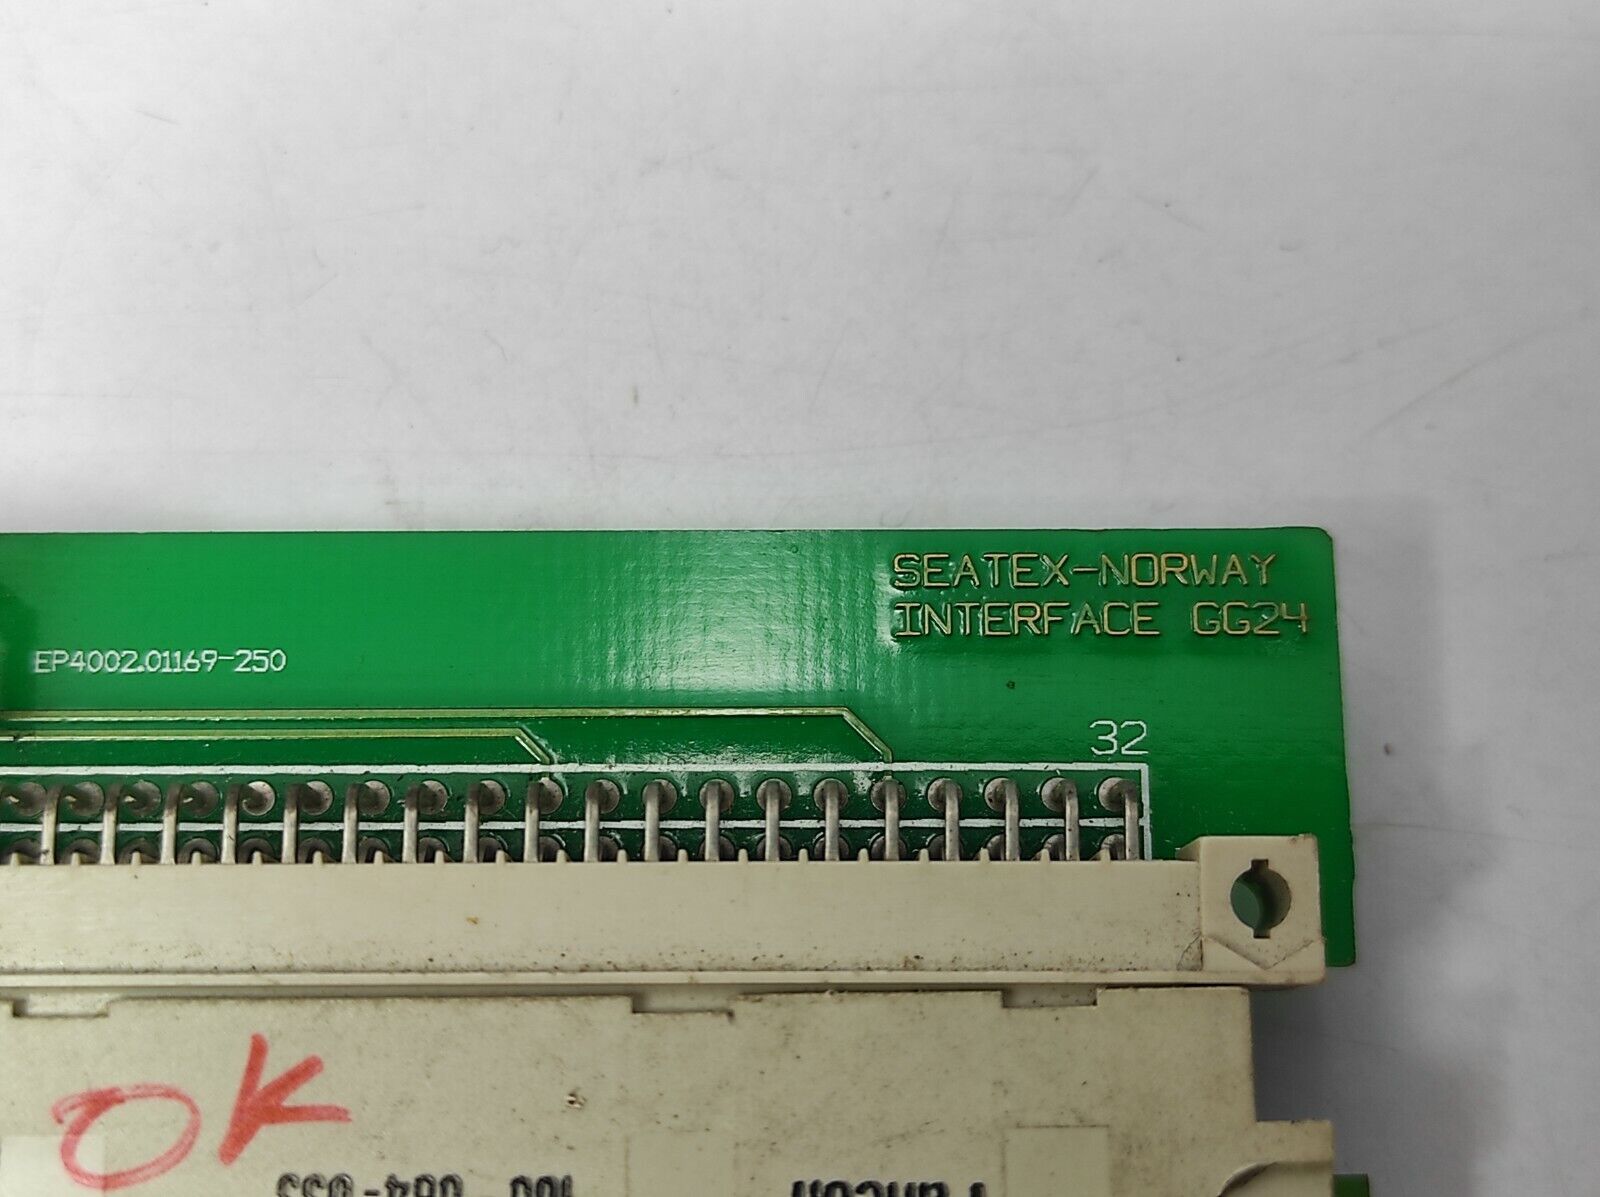 SEATEX-NORWAY
INTERFACE GG24
EP4002.01169-250
32
OK